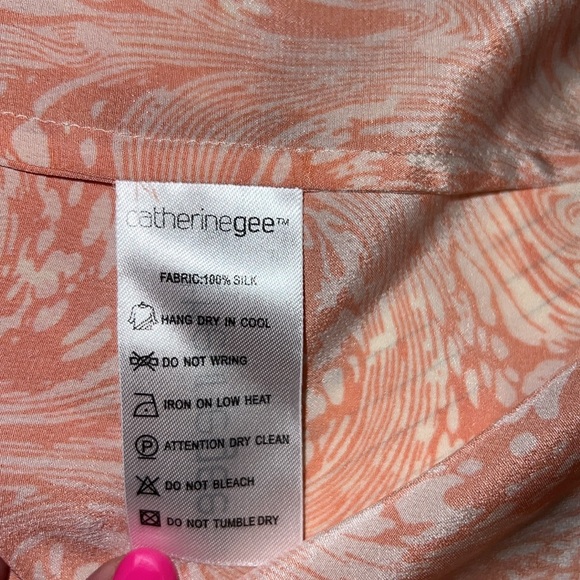 catherinegee™
FABRIC:100% SILK
HANG DRY IN COOL
DO NOT WRING
IRON ON LOW HEAT
P ATTENTION DRY CLEAN
DO NOT BLEACH
DO NOT TUMBLE DRY